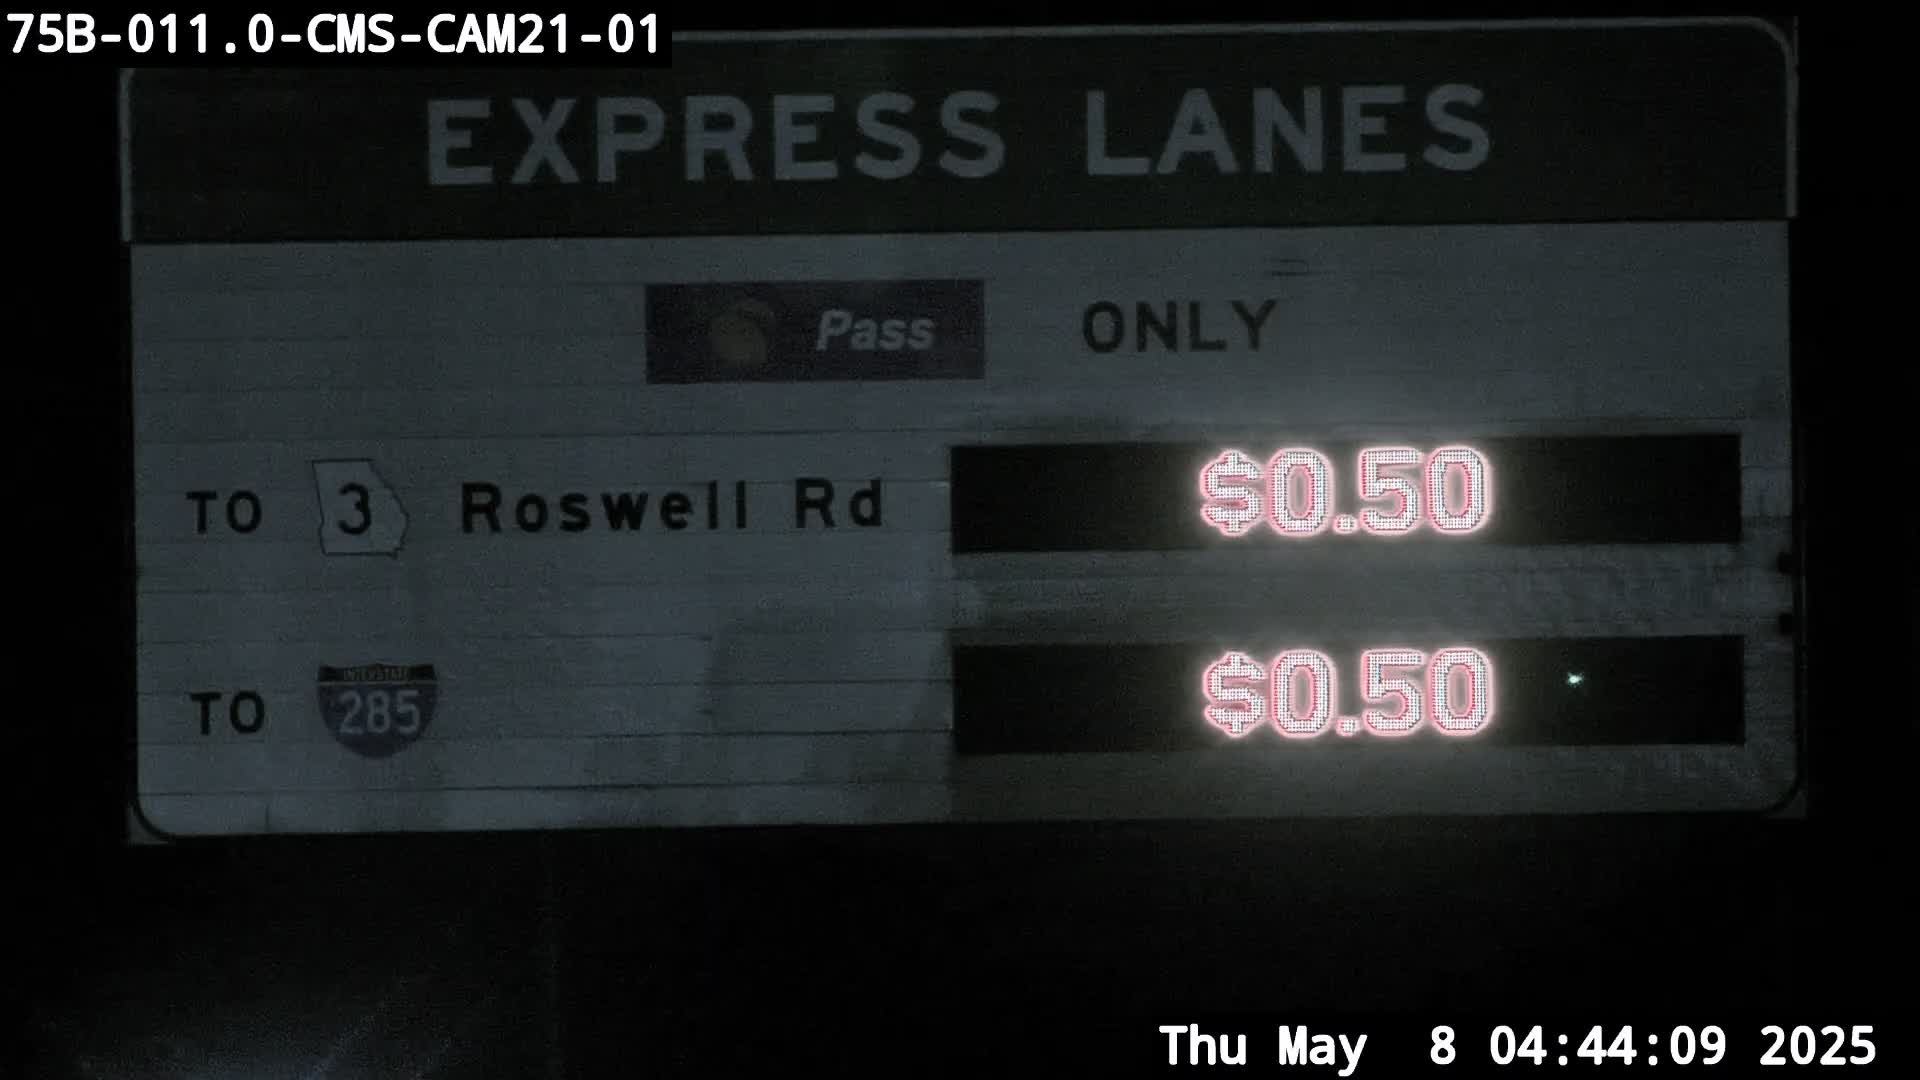 75B-011.0-CMS-CAM21-01
EXPRESS LANES
Pass ONLY
TO 3 Roswell Rd $0.50
TO INTERSTATE 285 $0.50
Thu May 8 04:44:09 2025